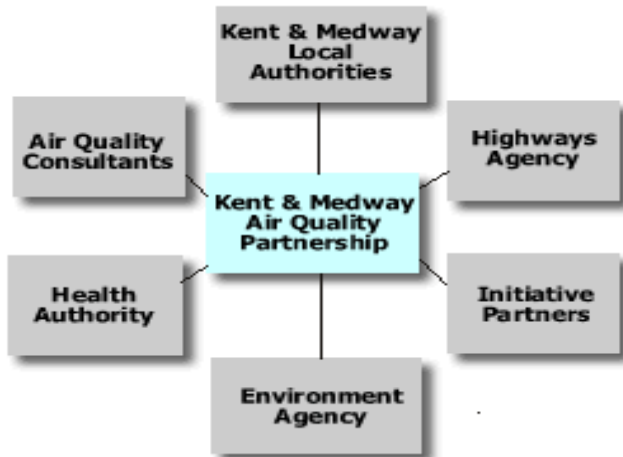 Kent & Medway
Local
Authorities
Air Quality
Consultants
Highways
Agency
Kent & Medway
Air Quality
Partnership
Health
Authority
Initiative
Partners
Environment
Agency